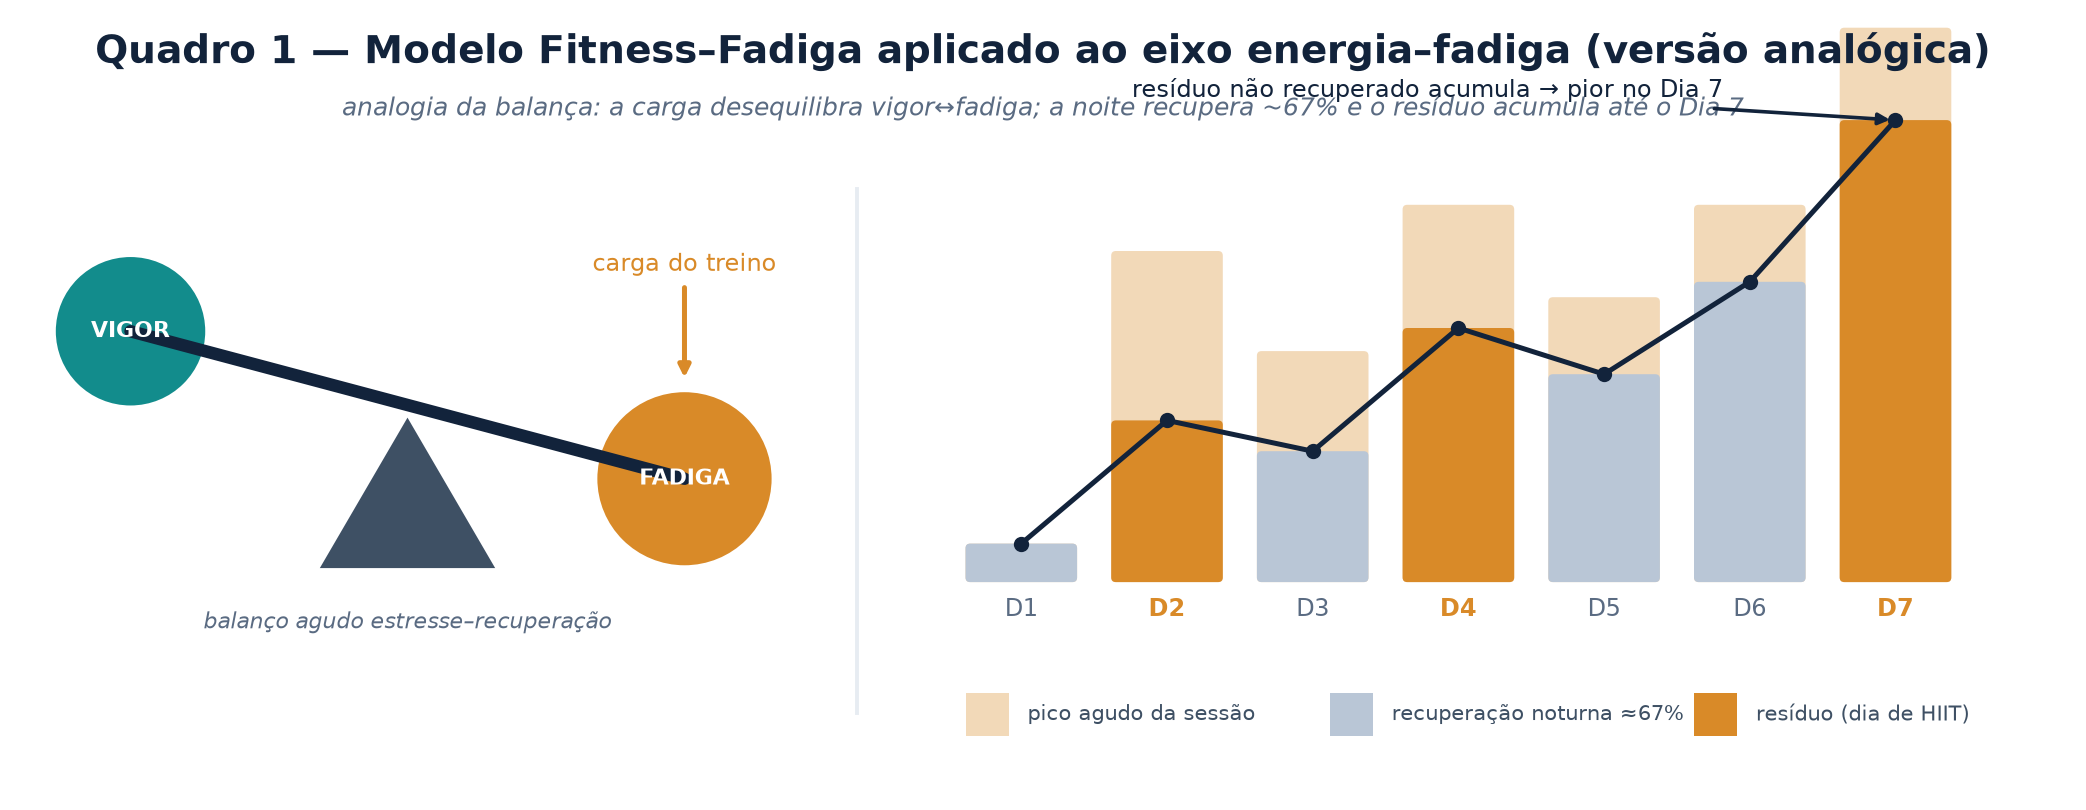 Quadro 1 — Modelo Fitness–Fadiga aplicado ao eixo energia–fadiga (versão analógica)
resíduo não recuperado acumula → pior no Dia 7
analogia da balança: a carga desequilibra vigor↔fadiga; a noite recupera ~67% e o resíduo acumula até o Dia 7
carga do treino
VIGOR
FADIGA
balanço agudo estresse–recuperação
D1 D2 D3 D4 D5 D6 D7
pico agudo da sessão
recuperação noturna ≈67%
resíduo (dia de HIIT)